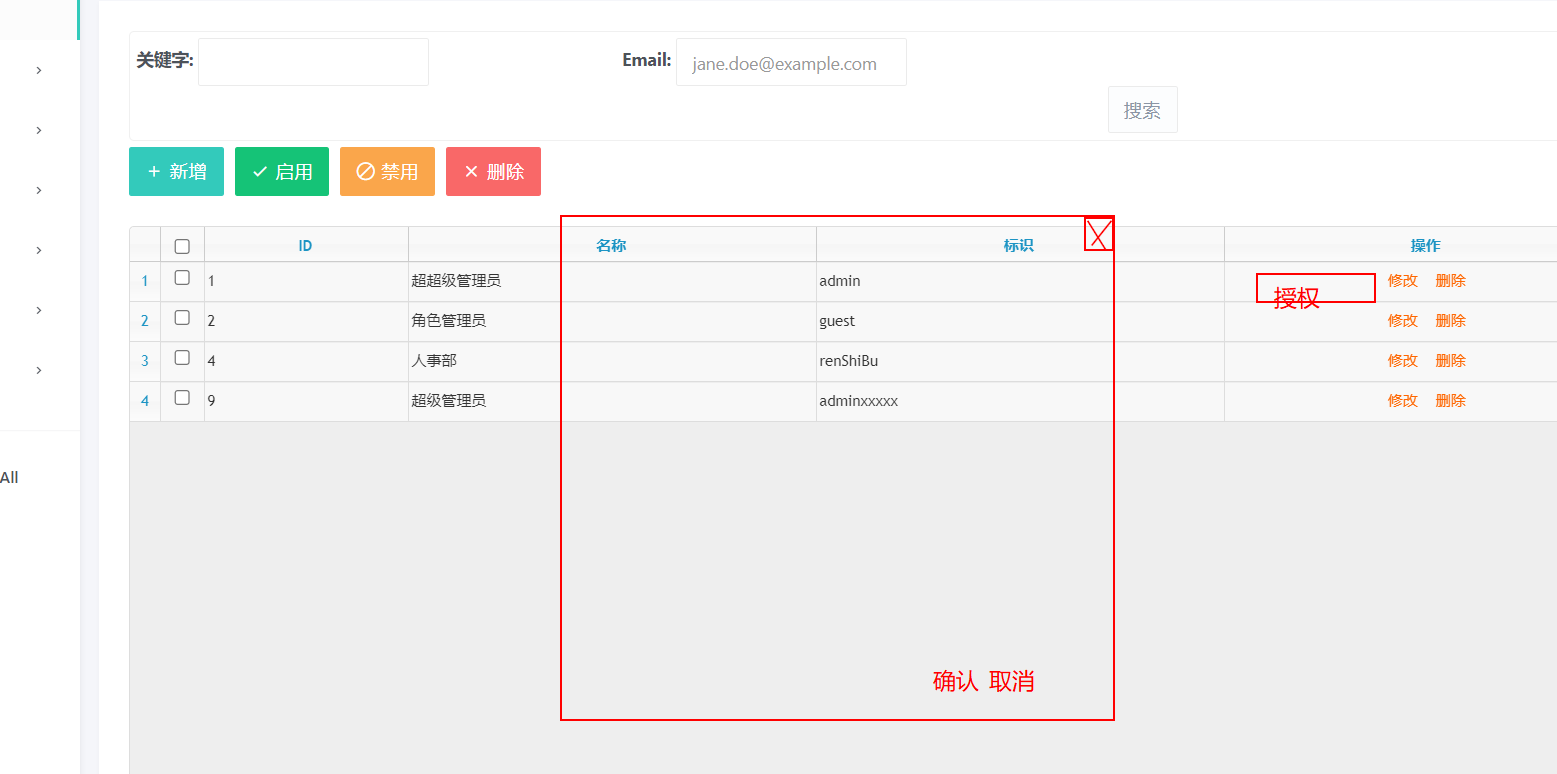 关键字: Email: jane.doe@example.com
搜索
新增 启用 禁用 删除
ID 名称 标识 操作
1 1 超超级管理员 admin 授权 修改 删除
2 2 角色管理员 guest 修改 删除
3 4 人事部 renShiBu 修改 删除
4 9 超级管理员 adminxxxxx 修改 删除
All
确认 取消